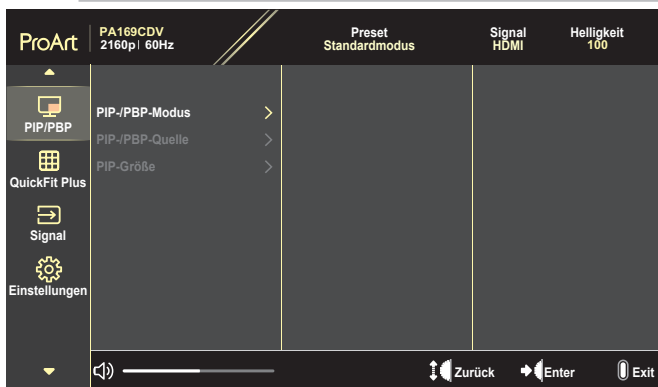 ProArt
PA169CDV
2160p| 60Hz
Preset
Standardmodus
Signal
HDMI
Helligkeit
100
PIP/PBP
QuickFit Plus
Signal
Einstellungen
PIP-/PBP-Modus
PIP-/PBP-Quelle
PIP-Größe
Zurück
Enter
Exit